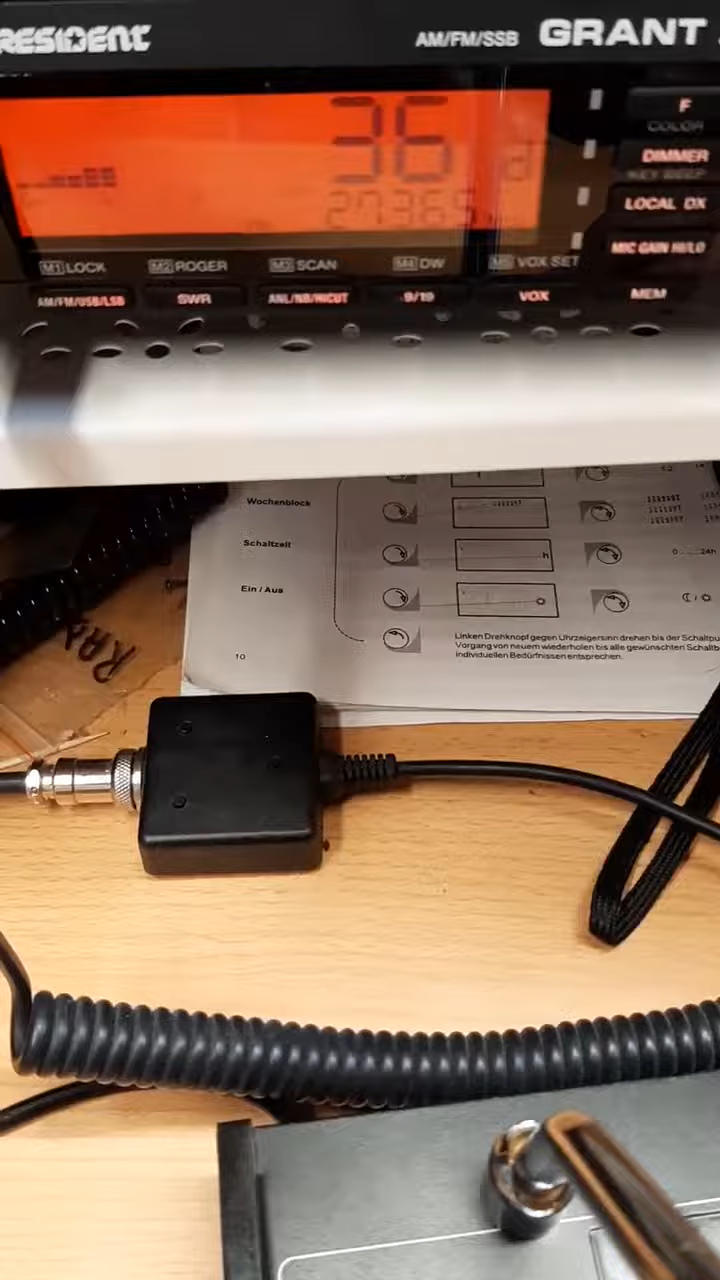 RESIDENT AM/FM/SSB GRANT
36
27.365
F
COLOR
DIMMER
KEY BEEP
LOCAL DX
MIC GAIN HI/LO
M1 LOCK M2 ROGER M3 SCAN M4 DW M5 VOX SET
AM/FM/USB/LSB SWR ANL/NB/HICUT 9/19 VOX MEM
Wochenblock
Schaltzeit
h
Ein / Aus
Linken Drehknopf gegen Uhrzeigersinn drehen bis der Schaltpu
Vorgang von neuem wiederholen bis alle gewünschten Schaltb
individuellen Bedürfnissen entsprechen.
10